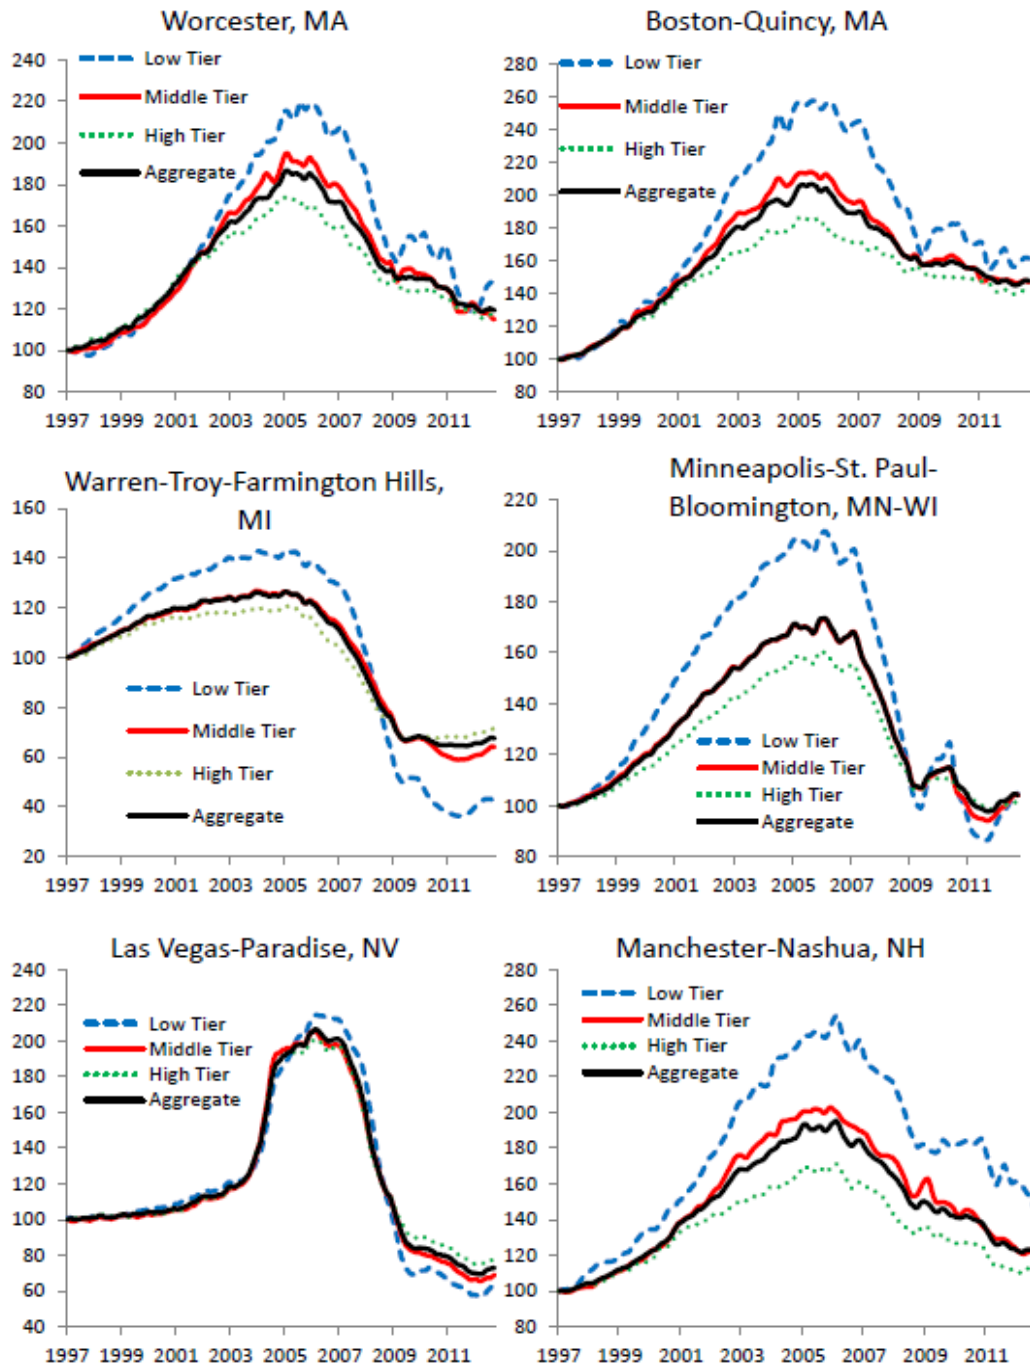 Worcester, MA
240
220
200
180
160
140
120
100
80
Low Tier
Middle Tier
High Tier
Aggregate
1997 1999 2001 2003 2005 2007 2009 2011
Boston-Quincy, MA
280
260
240
220
200
180
160
140
120
100
80
Low Tier
Middle Tier
High Tier
Aggregate
1997 1999 2001 2003 2005 2007 2009 2011
Warren-Troy-Farmington Hills,
MI
160
140
120
100
80
60
40
20
Low Tier
Middle Tier
High Tier
Aggregate
1997 1999 2001 2003 2005 2007 2009 2011
Minneapolis-St. Paul-
Bloomington, MN-WI
220
200
180
160
140
120
100
80
Low Tier
Middle Tier
High Tier
Aggregate
1997 1999 2001 2003 2005 2007 2009 2011
Las Vegas-Paradise, NV
240
220
200
180
160
140
120
100
80
60
40
Low Tier
Middle Tier
High Tier
Aggregate
1997 1999 2001 2003 2005 2007 2009 2011
Manchester-Nashua, NH
280
260
240
220
200
180
160
140
120
100
80
Low Tier
Middle Tier
High Tier
Aggregate
1997 1999 2001 2003 2005 2007 2009 2011